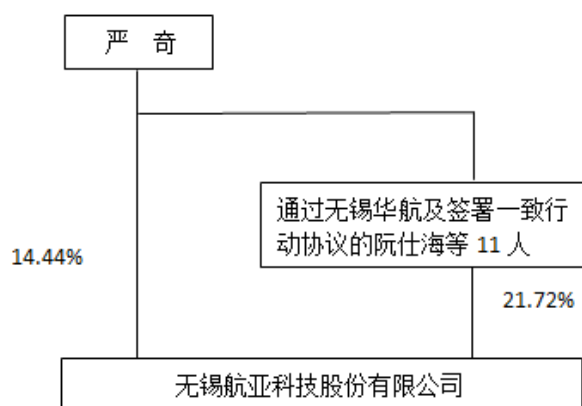 严 奇
通过无锡华航及签署一致行
动协议的阮仕海等 11 人
14.44%
21.72%
无锡航亚科技股份有限公司